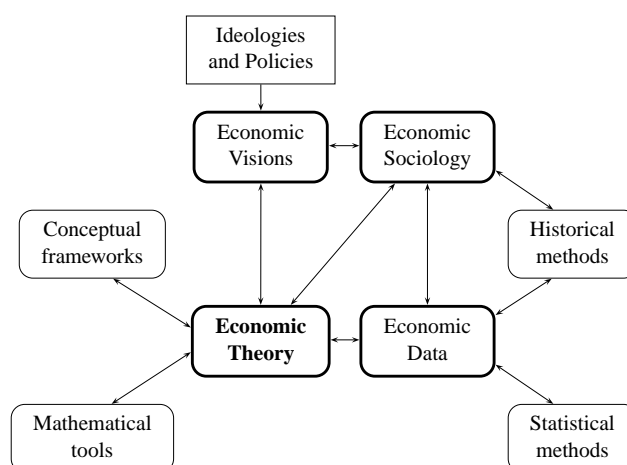 Ideologies
and Policies
Economic
Visions
Economic
Sociology
Conceptual
frameworks
Historical
methods
Economic
Theory
Economic
Data
Mathematical
tools
Statistical
methods